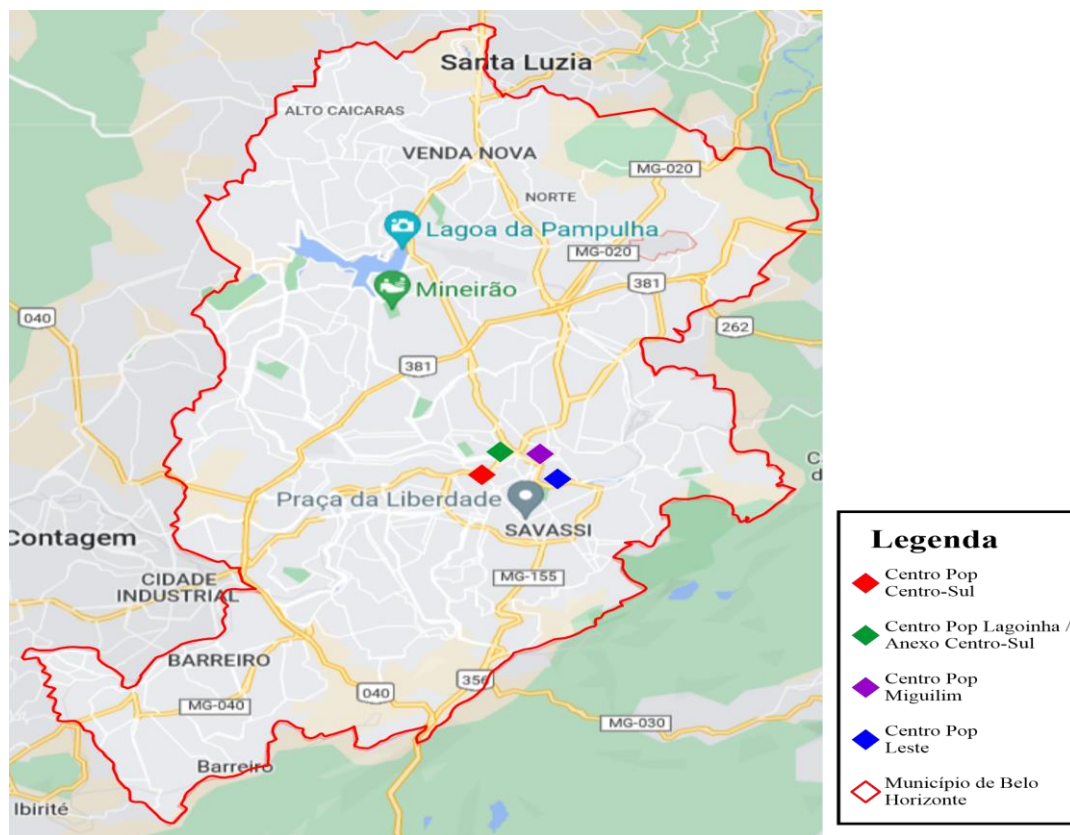 Santa Luzia
ALTO CAICARAS
VENDA NOVA
MG-020
NORTE
Lagoa da Pampulha
MG-020
Mineirão
381
040
262
381
Praça da Liberdade
SAVASSI
Contagem
CIDADE
INDUSTRIAL
MG-155
BARREIRO
356
040
MG-040
MG-030
Barreiro
Ibirité
Legenda
Centro Pop
Centro-Sul
Centro Pop Lagoinha /
Anexo Centro-Sul
Centro Pop
Miguilim
Centro Pop
Leste
Município de Belo
Horizonte